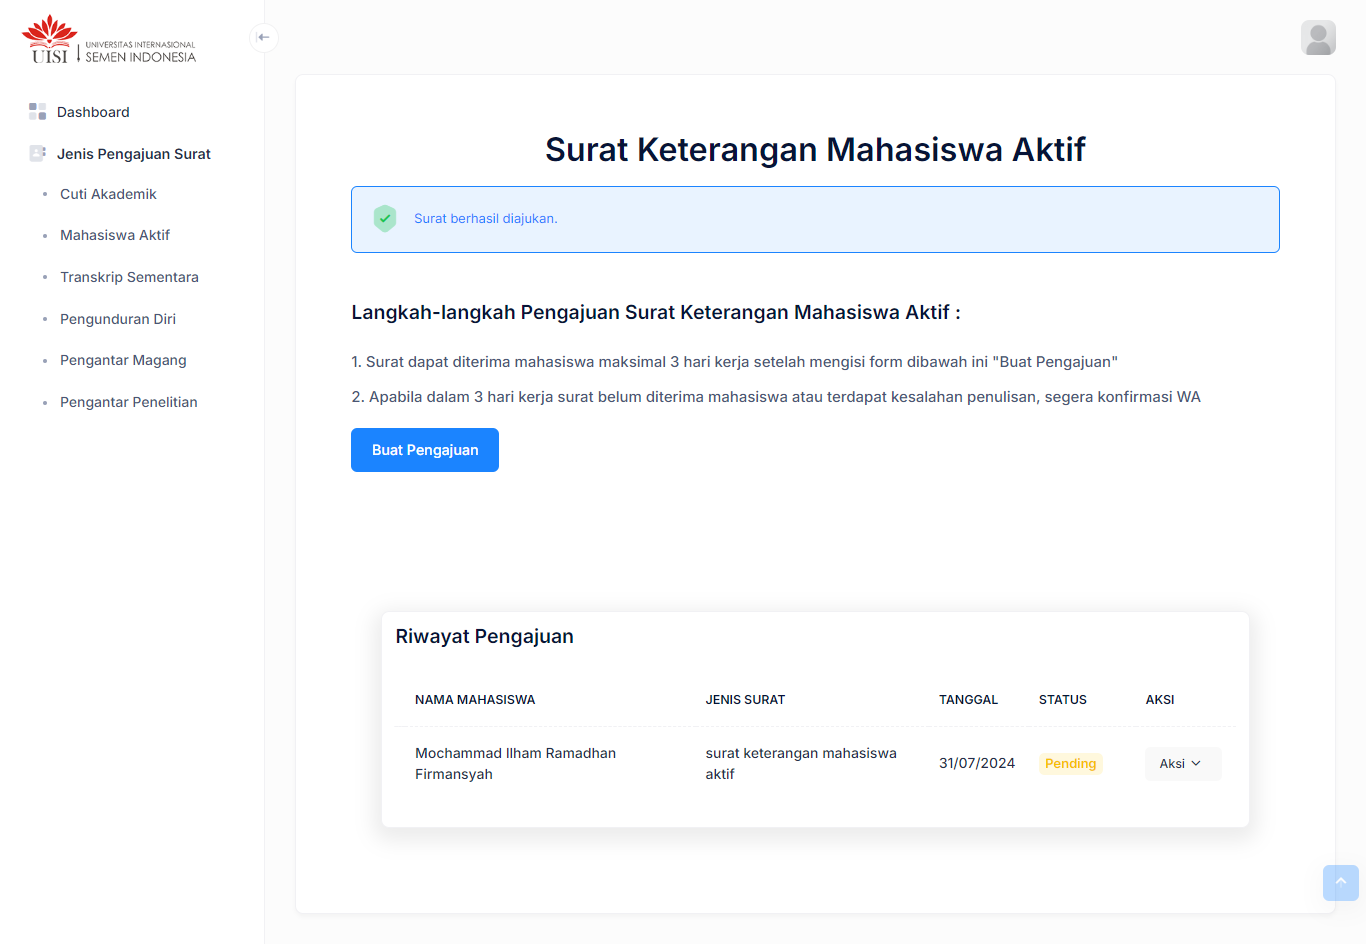 UISI
UNIVERSITAS INTERNASIONAL
SEMEN INDONESIA
Dashboard
Jenis Pengajuan Surat
Cuti Akademik
Mahasiswa Aktif
Transkrip Sementara
Pengunduran Diri
Pengantar Magang
Pengantar Penelitian
Surat Keterangan Mahasiswa Aktif
Surat berhasil diajukan.
Langkah-langkah Pengajuan Surat Keterangan Mahasiswa Aktif :
1. Surat dapat diterima mahasiswa maksimal 3 hari kerja setelah mengisi form dibawah ini "Buat Pengajuan"
2. Apabila dalam 3 hari kerja surat belum diterima mahasiswa atau terdapat kesalahan penulisan, segera konfirmasi WA
Buat Pengajuan
Riwayat Pengajuan
NAMA MAHASISWA JENIS SURAT TANGGAL STATUS AKSI
Mochammad Ilham Ramadhan
Firmansyah
surat keterangan mahasiswa
aktif
31/07/2024
Pending
Aksi